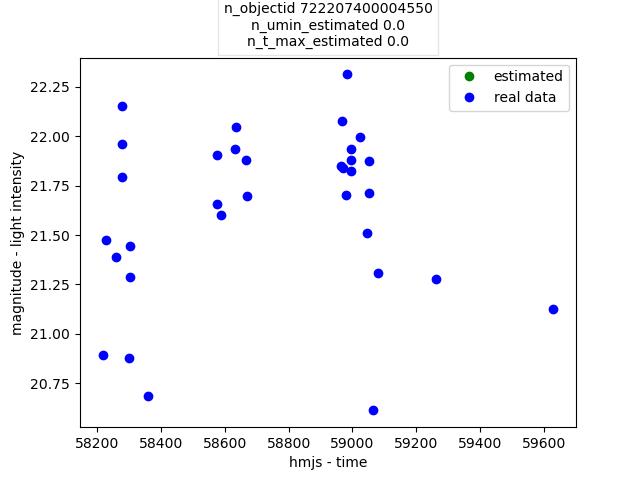 n_objectid 722207400004550
n_umin_estimated 0.0
n_t_max_estimated 0.0
estimated
real data
22.25
22.00
21.75
21.50
21.25
21.00
20.75
magnitude - light intensity
58200 58400 58600 58800 59000 59200 59400 59600
hmjs - time